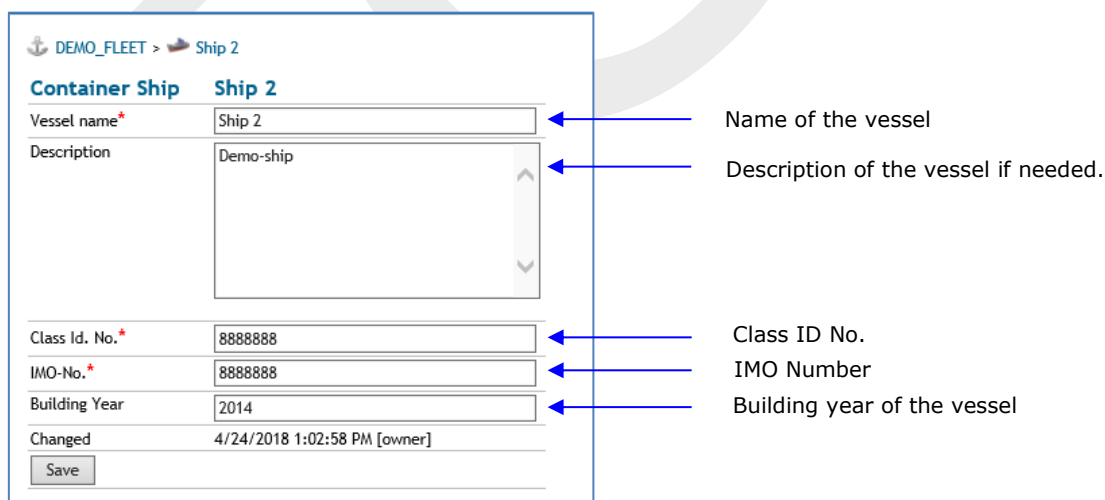 DEMO_FLEET > Ship 2
Container Ship Ship 2
Vessel name* Ship 2 Name of the vessel
Description Demo-ship Description of the vessel if needed.
Class Id. No.* 8888888 Class ID No.
IMO-No.* 8888888 IMO Number
Building Year 2014 Building year of the vessel
Changed 4/24/2018 1:02:58 PM [owner]
Save